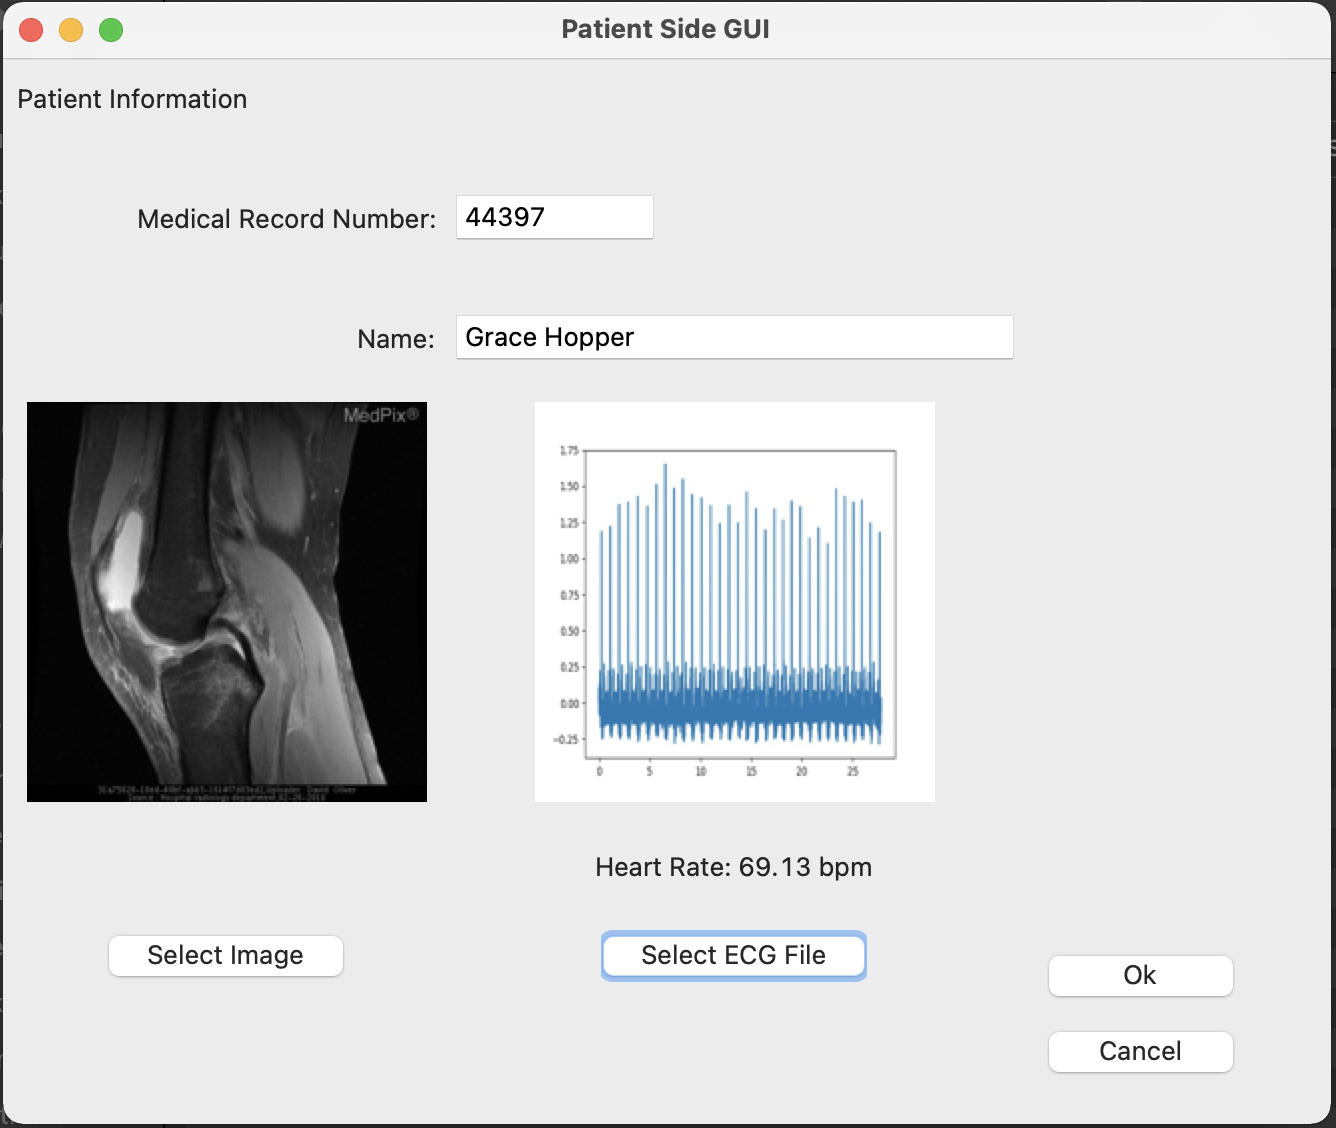 Patient Side GUI
Patient Information
Medical Record Number: 44397
Name: Grace Hopper
MedPix®
1.75
1.50
1.25
1.00
0.75
0.50
0.25
0.00
-0.25
0 5 10 15 20 25
Heart Rate: 69.13 bpm
Select Image
Select ECG File
Ok
Cancel